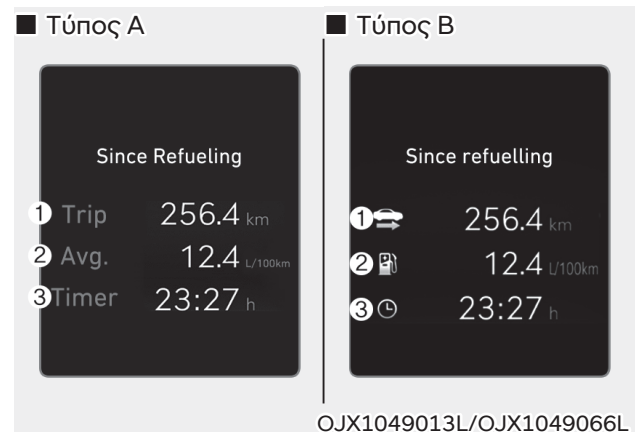 ■ Τύπος A
Since Refueling
① Trip 256.4 km
② Avg. 12.4 L/100km
③ Timer 23:27 h
■ Τύπος B
Since refuelling
① 256.4 km
② 12.4 L/100km
③ 23:27 h
OJX1049013L/OJX1049066L